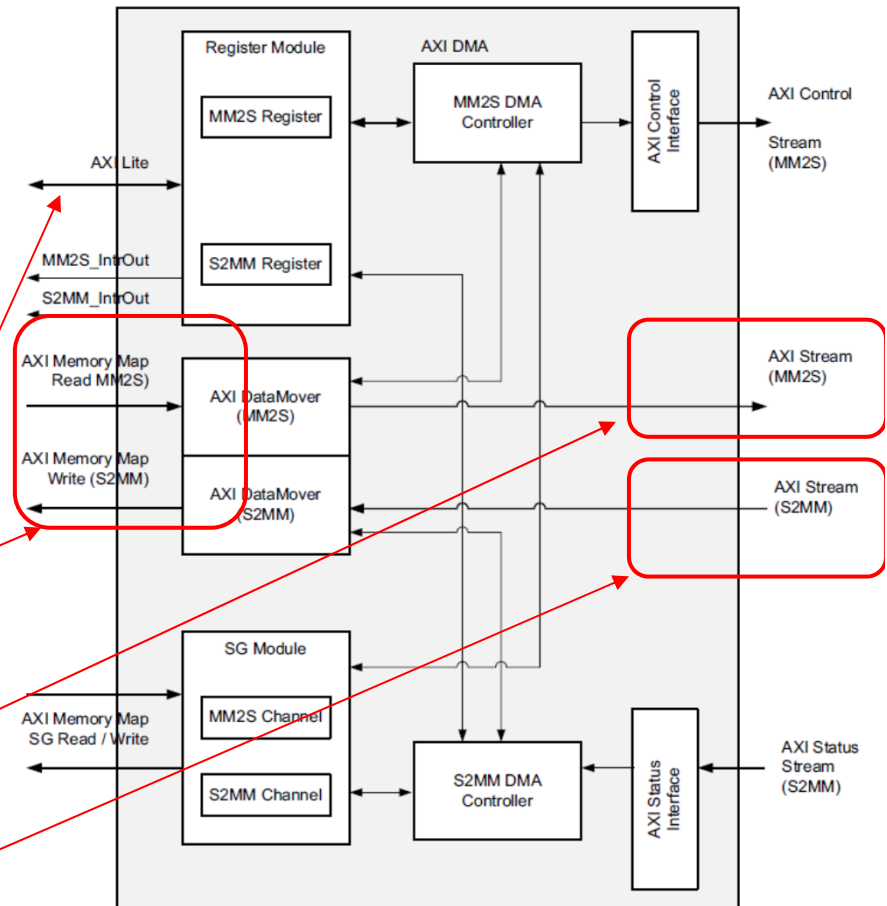 Register Module
AXI DMA
MM2S Register
MM2S DMA
Controller
AXI Control
Interface
AXI Control
Stream
(MM2S)
AXI Lite
MM2S_IntrOut
S2MM Register
S2MM_IntrOut
AXI Memory Map
Read MM2S)
AXI DataMover
(MM2S)
AXI Stream
(MM2S)
AXI Memory Map
Write (S2MM)
AXI DataMover
(S2MM)
AXI Stream
(S2MM)
SG Module
MM2S Channel
AXI Memory Map
SG Read / Write
S2MM Channel
S2MM DMA
Controller
AXI Status
Interface
AXI Status
Stream
(S2MM)